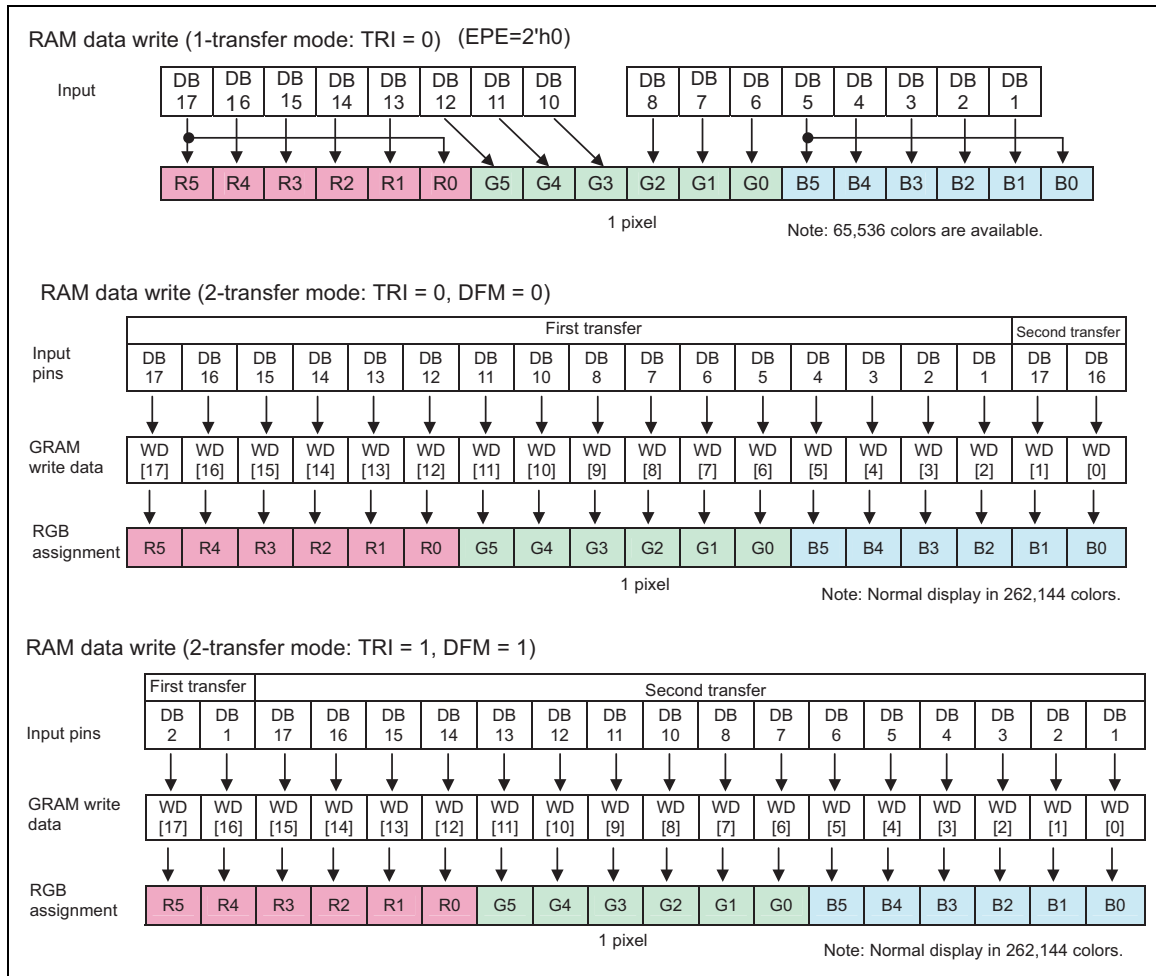 RAM data write (1-transfer mode: TRI = 0) (EPE=2'h0)
Input DB 17 DB 16 DB 15 DB 14 DB 13 DB 12 DB 11 DB 10 DB 8 DB 7 DB 6 DB 5 DB 4 DB 3 DB 2 DB 1
R5 R4 R3 R2 R1 R0 G5 G4 G3 G2 G1 G0 B5 B4 B3 B2 B1 B0
1 pixel
Note: 65,536 colors are available.
RAM data write (2-transfer mode: TRI = 0, DFM = 0)
First transfer Second transfer
Input pins DB 17 DB 16 DB 15 DB 14 DB 13 DB 12 DB 11 DB 10 DB 8 DB 7 DB 6 DB 5 DB 4 DB 3 DB 2 DB 1 DB 17 DB 16
GRAM write data WD [17] WD [16] WD [15] WD [14] WD [13] WD [12] WD [11] WD [10] WD [9] WD [8] WD [7] WD [6] WD [5] WD [4] WD [3] WD [2] WD [1] WD [0]
RGB assignment R5 R4 R3 R2 R1 R0 G5 G4 G3 G2 G1 G0 B5 B4 B3 B2 B1 B0
1 pixel
Note: Normal display in 262,144 colors.
RAM data write (2-transfer mode: TRI = 1, DFM = 1)
First transfer Second transfer
Input pins DB 2 DB 1 DB 17 DB 16 DB 15 DB 14 DB 13 DB 12 DB 11 DB 10 DB 8 DB 7 DB 6 DB 5 DB 4 DB 3 DB 2 DB 1
GRAM write data WD [17] WD [16] WD [15] WD [14] WD [13] WD [12] WD [11] WD [10] WD [9] WD [8] WD [7] WD [6] WD [5] WD [4] WD [3] WD [2] WD [1] WD [0]
RGB assignment R5 R4 R3 R2 R1 R0 G5 G4 G3 G2 G1 G0 B5 B4 B3 B2 B1 B0
1 pixel
Note: Normal display in 262,144 colors.